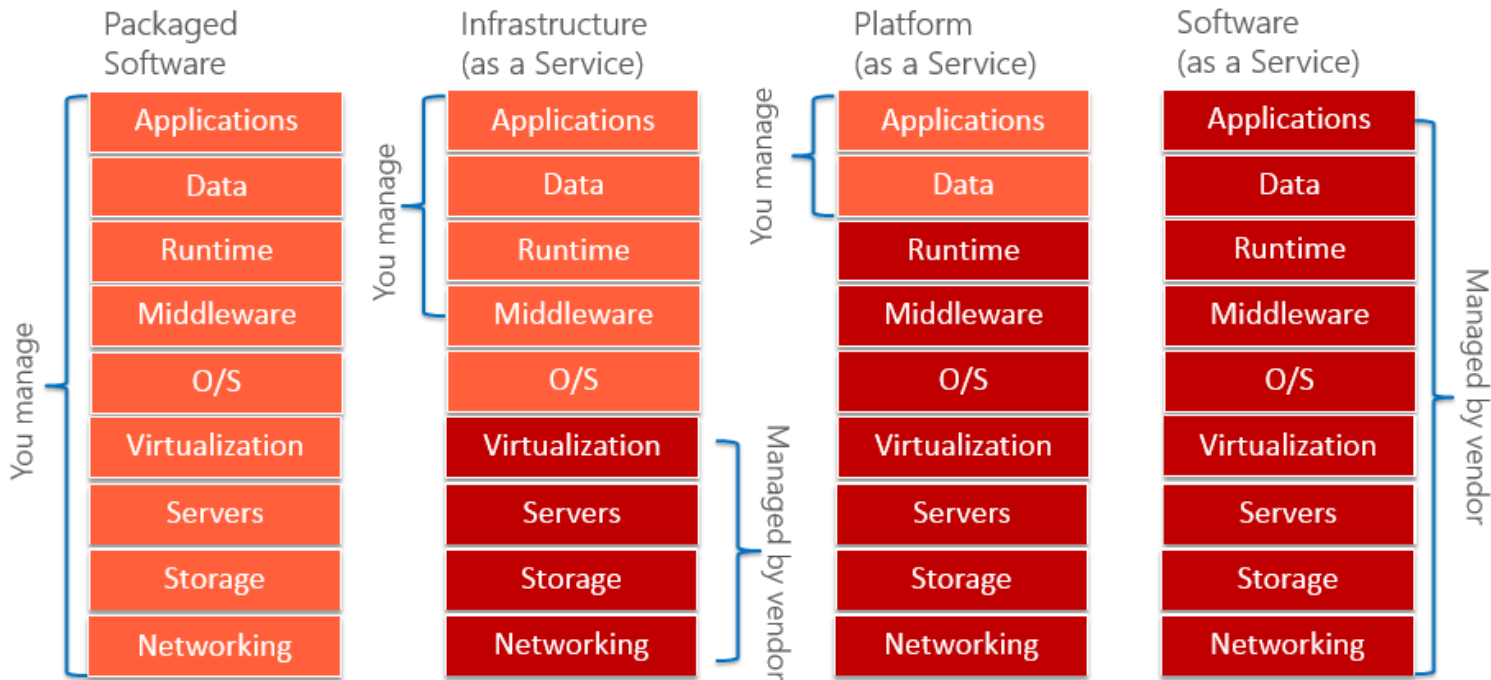 Packaged
Software
You manage
Applications
Data
Runtime
Middleware
O/S
Virtualization
Servers
Storage
Networking
Infrastructure
(as a Service)
You manage
Applications
Data
Runtime
Middleware
O/S
Virtualization
Servers
Storage
Networking
Managed by vendor
Platform
(as a Service)
You manage
Applications
Data
Runtime
Middleware
O/S
Virtualization
Servers
Storage
Networking
Software
(as a Service)
Applications
Data
Runtime
Middleware
O/S
Virtualization
Servers
Storage
Networking
Managed by vendor